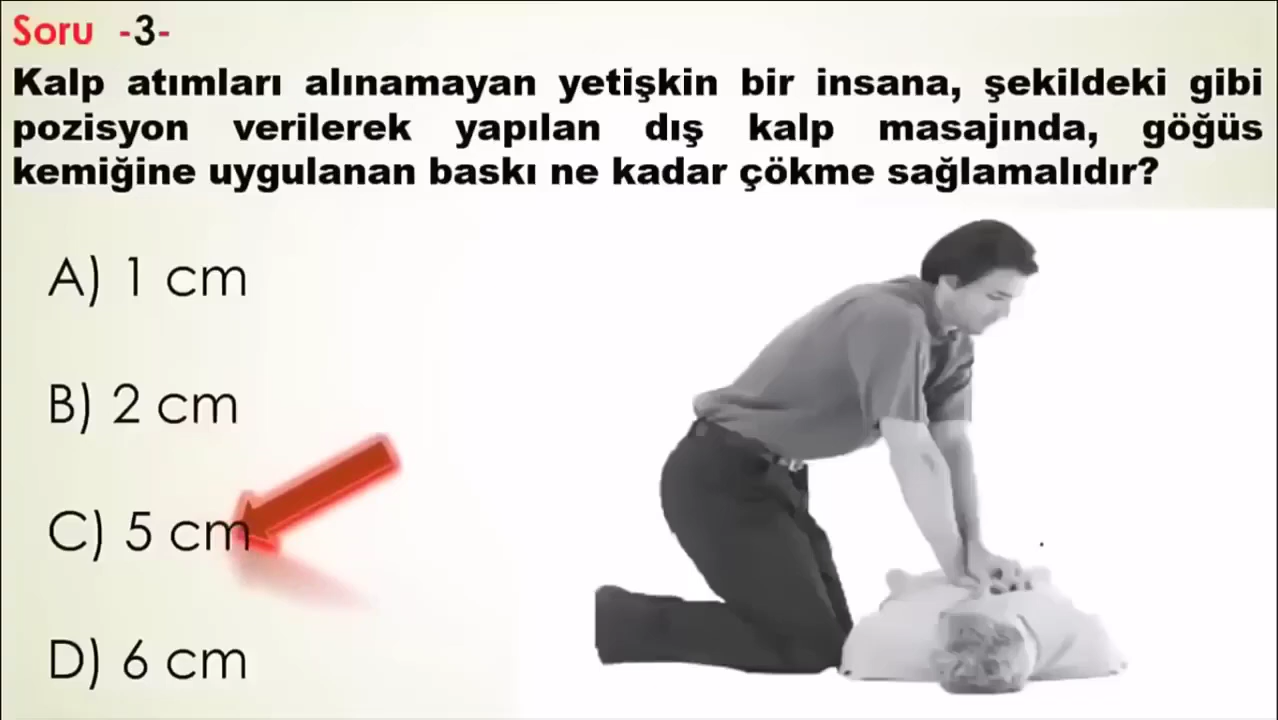 Soru -3-
Kalp atımları alınamayan yetişkin bir insana, şekildeki gibi
pozisyon verilerek yapılan dış kalp masajında, göğüs
kemiğine uygulanan baskı ne kadar çökme sağlamalıdır?
A) 1 cm
B) 2 cm
C) 5 cm
D) 6 cm